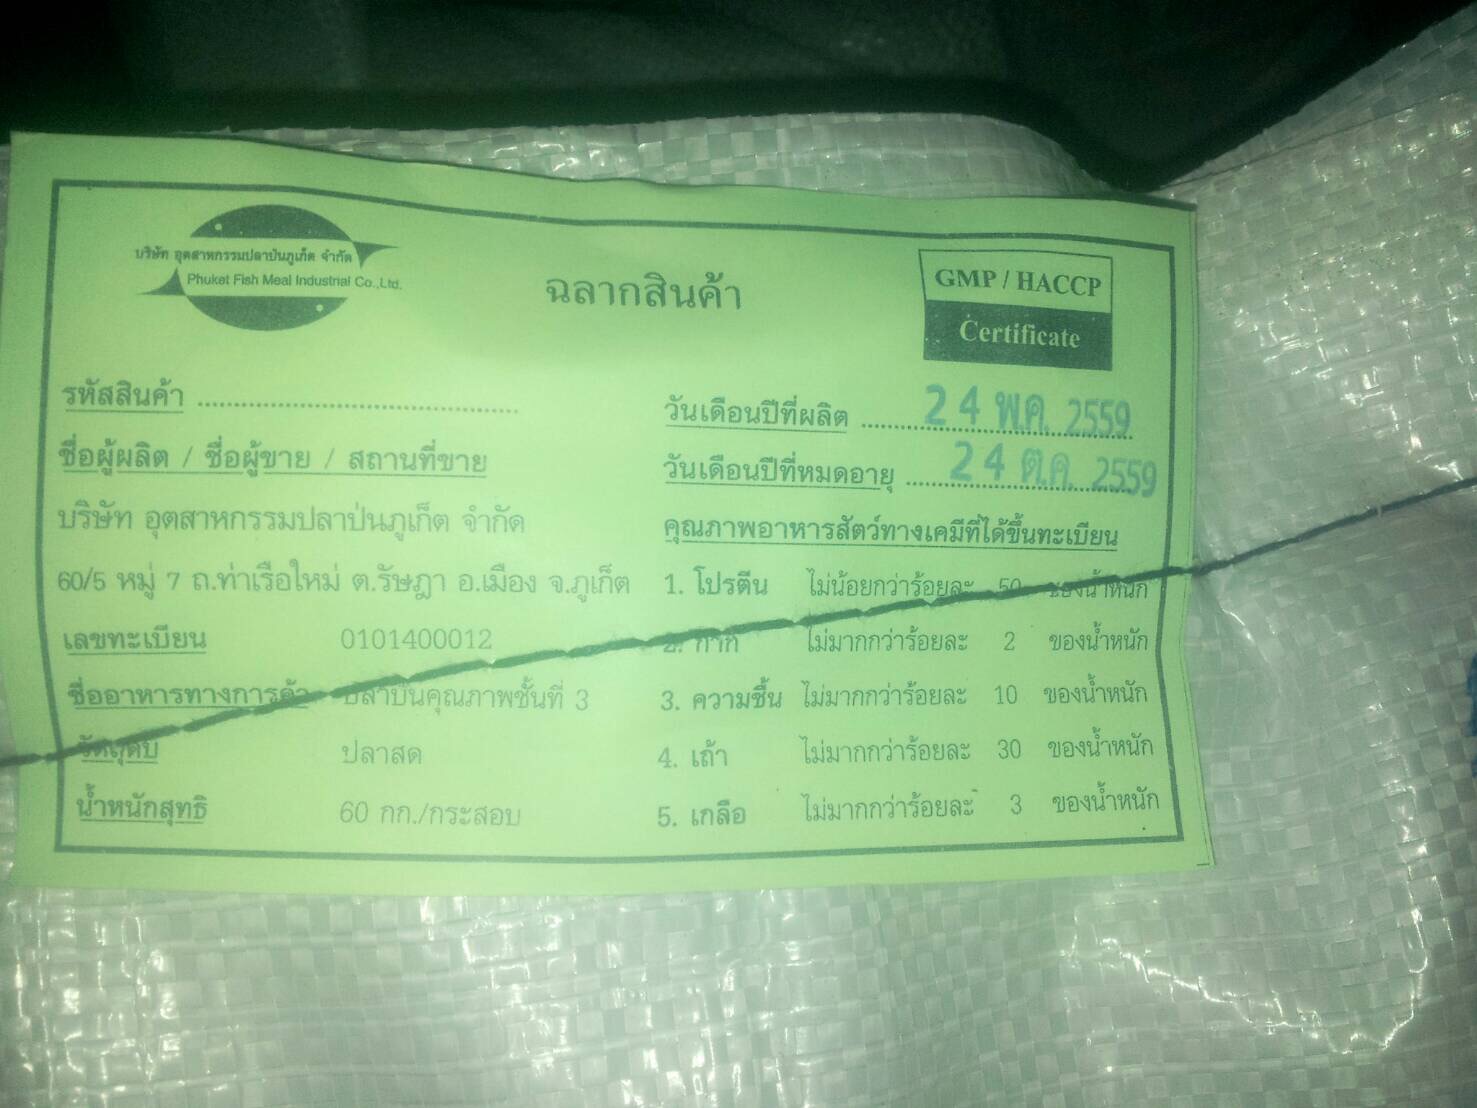 บริษัท อุตสาหกรรมปลาป่นภูเก็ต จำกัด
Phuket Fish Meal Industrial Co.,Ltd.
ฉลากสินค้า
GMP / HACCP
Certificate
รหัสสินค้า ........................................
ชื่อผู้ผลิต / ชื่อผู้ขาย / สถานที่ขาย
บริษัท อุตสาหกรรมปลาป่นภูเก็ต จำกัด
60/5 หมู่ 7 ถ.ท่าเรือใหม่ ต.รัษฎา อ.เมือง จ.ภูเก็ต
เลขทะเบียน 0101400012
ชื่ออาหารทางการค้า ปลาป่นคุณภาพชั้นที่ 3
วัตถุดิบ ปลาสด
น้ำหนักสุทธิ 60 กก./กระสอบ
วันเดือนปีที่ผลิต 24 พ.ค. 2559
วันเดือนปีที่หมดอายุ 24 ต.ค. 2559
คุณภาพอาหารสัตว์ทางเคมีที่ได้ขึ้นทะเบียน
1. โปรตีน ไม่น้อยกว่าร้อยละ 50 ของน้ำหนัก
2. กาก ไม่มากกว่าร้อยละ 2 ของน้ำหนัก
3. ความชื้น ไม่มากกว่าร้อยละ 10 ของน้ำหนัก
4. เถ้า ไม่มากกว่าร้อยละ 30 ของน้ำหนัก
5. เกลือ ไม่มากกว่าร้อยละ 3 ของน้ำหนัก